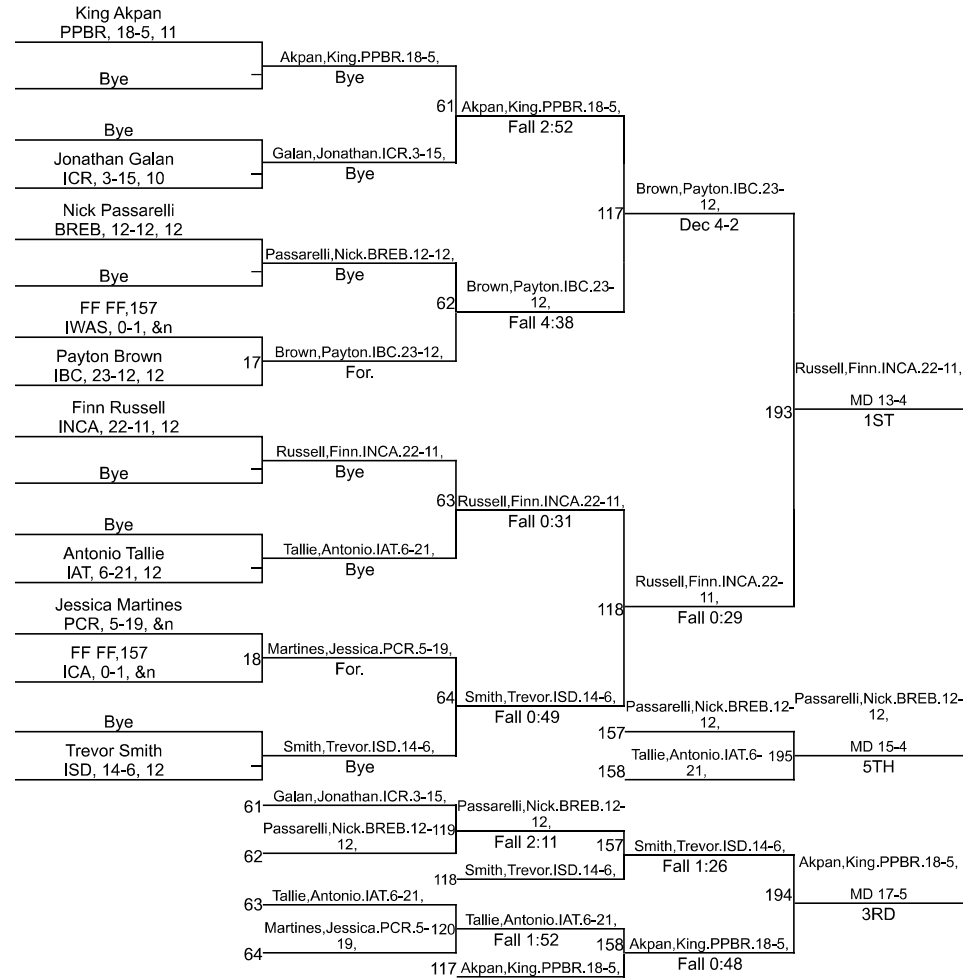 King Akpan
PPBR, 18-5, 11
Bye
Akpan,King.PPBR.18-5,
Bye
Bye
Jonathan Galan
ICR, 3-15, 10
Galan,Jonathan.ICR.3-15,
Bye
61
Akpan,King.PPBR.18-5,
Fall 2:52
Nick Passarelli
BREB, 12-12, 12
Bye
Passarelli,Nick.BREB.12-12,
Bye
FF FF,157
IWAS, 0-1, &n
Payton Brown
IBC, 23-12, 12
17
Brown,Payton.IBC.23-12,
For.
62
Brown,Payton.IBC.23-
12,
Fall 4:38
117
Brown,Payton.IBC.23-
12,
Dec 4-2
Finn Russell
INCA, 22-11, 12
Bye
Russell,Finn.INCA.22-11,
Bye
Bye
Antonio Tallie
IAT, 6-21, 12
Tallie,Antonio.IAT.6-21,
Bye
63
Russell,Finn.INCA.22-11,
Fall 0:31
Jessica Martines
PCR, 5-19, &n
FF FF,157
ICA, 0-1, &n
18
Martines,Jessica.PCR.5-19,
For.
Bye
Trevor Smith
ISD, 14-6, 12
Smith,Trevor.ISD.14-6,
Bye
64
Smith,Trevor.ISD.14-6,
Fall 0:49
118
Russell,Finn.INCA.22-
11,
Fall 0:29
193
Russell,Finn.INCA.22-11,
MD 13-4
1ST
157
Passarelli,Nick.BREB.12-
12,
158
Tallie,Antonio.IAT.6-
21,
195
Passarelli,Nick.BREB.12-
12,
MD 15-4
5TH
61
Galan,Jonathan.ICR.3-15,
62
Passarelli,Nick.BREB.12-
12,
119
Passarelli,Nick.BREB.12-
12,
Fall 2:11
118
Smith,Trevor.ISD.14-6,
157
Smith,Trevor.ISD.14-6,
Fall 1:26
63
Tallie,Antonio.IAT.6-21,
64
Martines,Jessica.PCR.5-
19,
120
Tallie,Antonio.IAT.6-21,
Fall 1:52
117
Akpan,King.PPBR.18-5,
158
Akpan,King.PPBR.18-5,
Fall 0:48
194
Akpan,King.PPBR.18-5,
MD 17-5
3RD